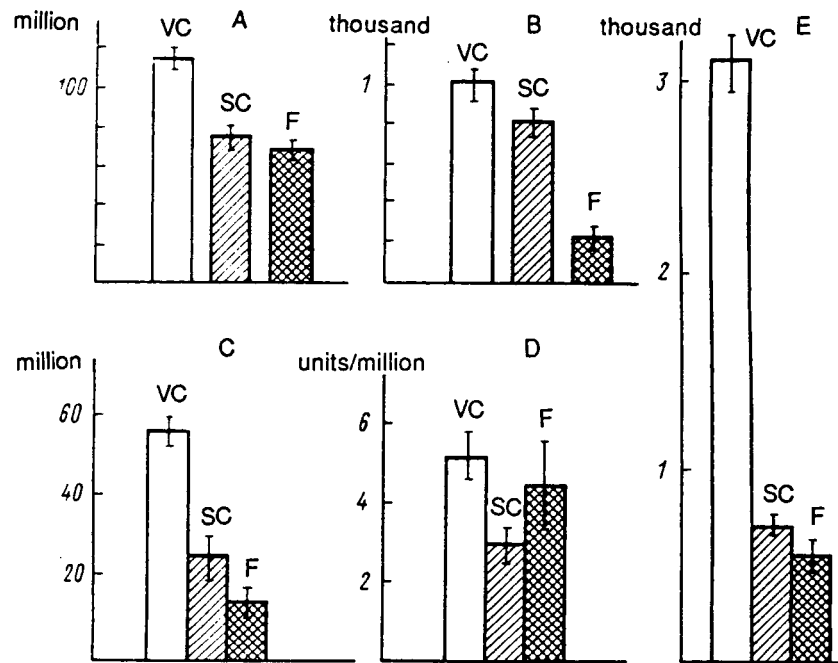 million A
VC
100
SC
F
thousand B
VC
1
SC
F
thousand E
VC
3
2
1
SC
F
million C
VC
60
40
SC
20
F
units/million D
VC
6
F
4
SC
2